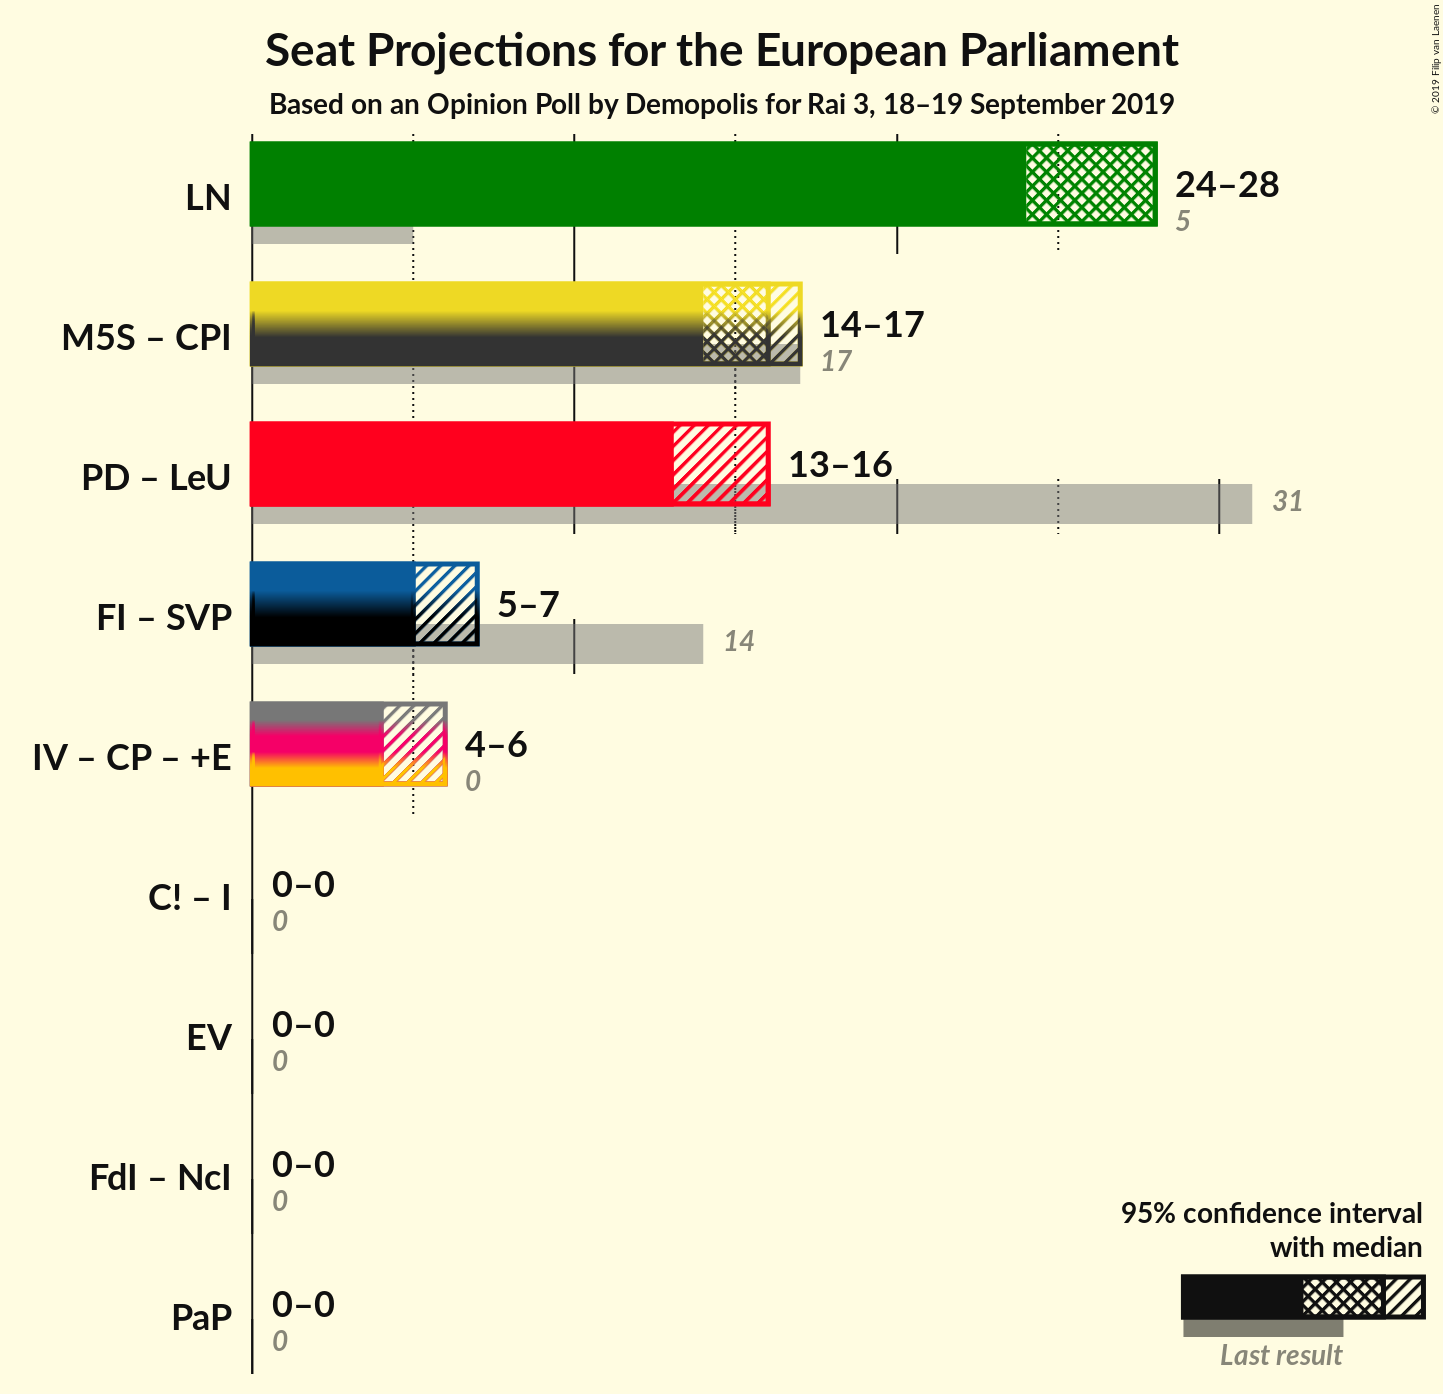 Seat Projections for the European Parliament
Based on an Opinion Poll by Demopolis for Rai 3, 18–19 September 2019
© 2019 Filip van Laenen
LN
24–28
5
M5S – CPI
14–17
17
PD – LeU
13–16
31
FI – SVP
5–7
14
IV – CP – +E
4–6
0
C! – I
0–0
0
EV
0–0
0
FdI – NcI
0–0
0
PaP
0–0
0
95% confidence interval
with median
Last result